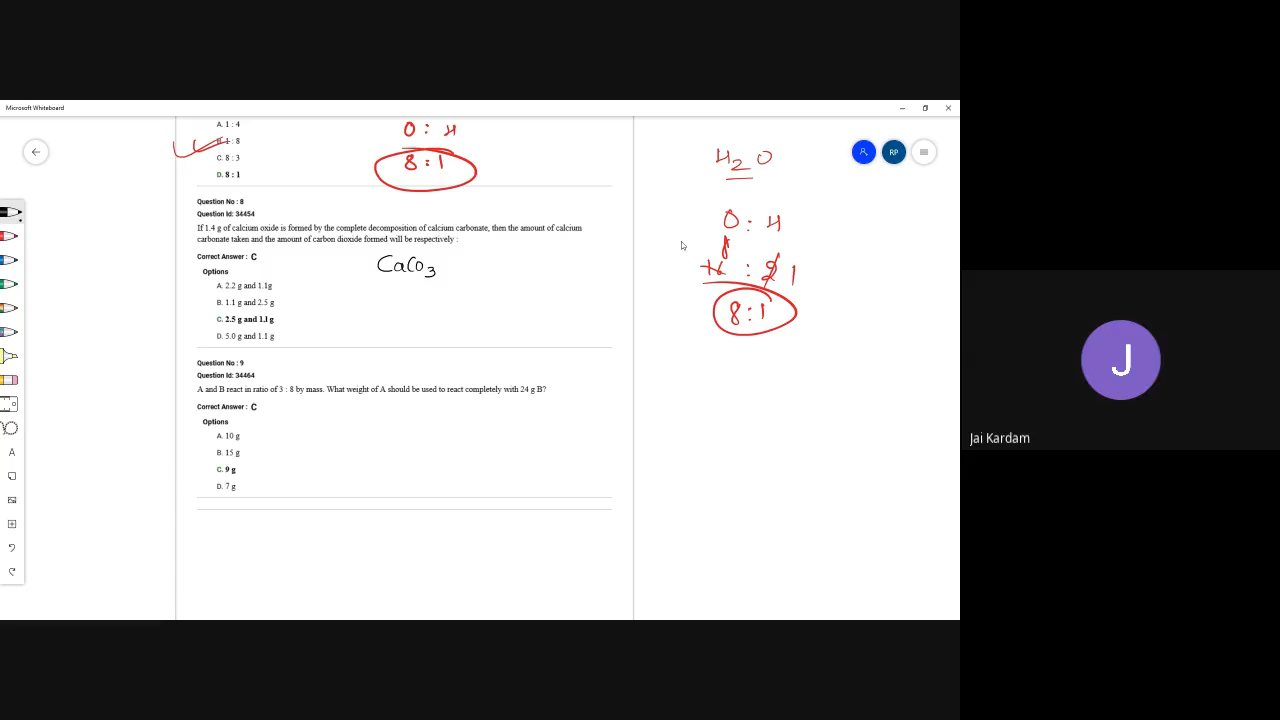 Microsoft Whiteboard
A. 1 : 4
B. 1 : 8
C. 8 : 3
D. 8 : 1
O : H
8 : 1
Question No : 8
Question Id: 34454
If 1.4 g of calcium oxide is formed by the complete decomposition of calcium carbonate, then the amount of calcium
carbonate taken and the amount of carbon dioxide formed will be respectively :
Correct Answer : C
CaCO3
Options
A. 2.2 g and 1.1g
B. 1.1 g and 2.5 g
C. 2.5 g and 1.1 g
D. 5.0 g and 1.1 g
Question No : 9
Question Id: 34464
A and B react in ratio of 3 : 8 by mass. What weight of A should be used to react completely with 24 g B?
Correct Answer : C
Options
A. 10 g
B. 15 g
C. 9 g
D. 7 g
H2O
O : H
8
16 : 2 1
8 : 1
RP
A
J
Jai Kardam